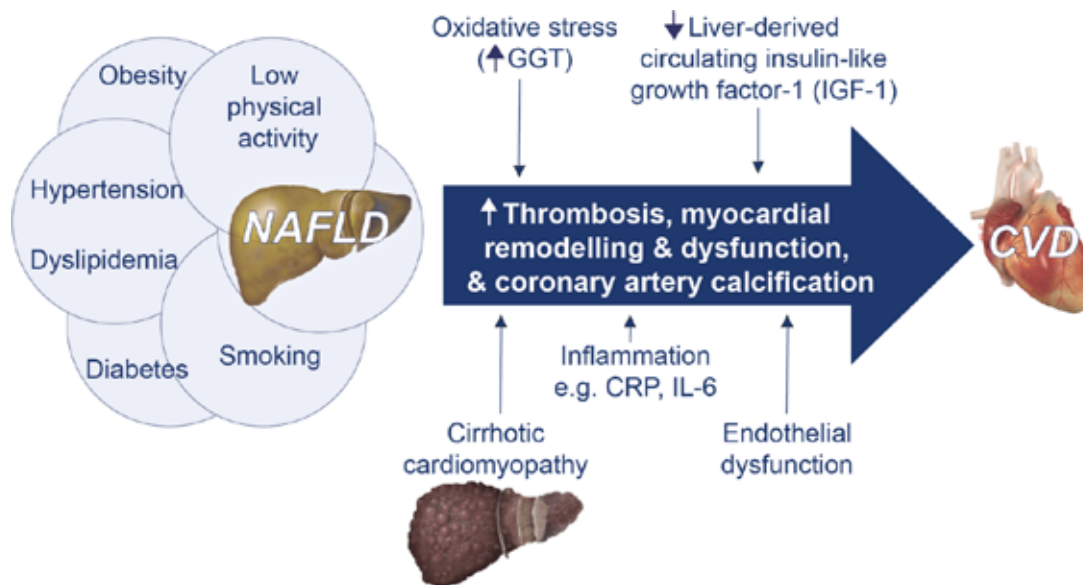 Obesity
Low
physical
activity
Hypertension
Dyslipidemia
Diabetes
Smoking
NAFLD
Oxidative stress
(↑GGT)
↓Liver-derived
circulating insulin-like
growth factor-1 (IGF-1)
↑Thrombosis, myocardial
remodelling & dysfunction,
& coronary artery calcification
CVD
Inflammation
e.g. CRP, IL-6
Cirrhotic
cardiomyopathy
Endothelial
dysfunction